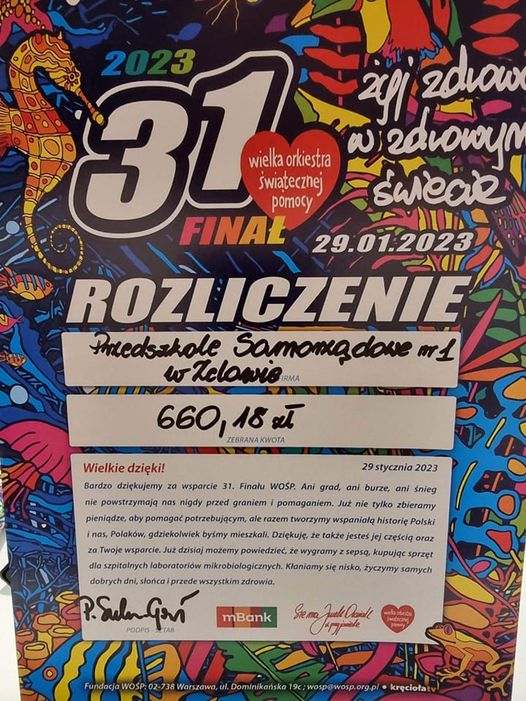 2023
31
FINAŁ
wielka orkiestra
świątecznej
pomocy
żyj zdrowo
w zdrowym
świecie
29.01.2023
ROZLICZENIE
Przedszkole Samorządowe nr 1
w Zelowie
FIRMA
660,18 zł
ZEBRANA KWOTA
Wielkie dzięki! 29 stycznia 2023
Bardzo dziękujemy za wsparcie 31. Finału WOŚP. Ani grad, ani burze, ani śnieg
nie powstrzymają nas nigdy przed graniem i pomaganiem. Już nie tylko zbieramy
pieniądze, aby pomagać potrzebującym, ale razem tworzymy wspaniałą historię Polski
i nas, Polaków, gdziekolwiek byśmy mieszkali. Dziękuję, że także jesteś jej częścią oraz
za Twoje wsparcie. Już dzisiaj możemy powiedzieć, że wygramy z sepsą, kupując sprzęt
dla szpitalnych laboratoriów mikrobiologicznych. Kłaniamy się nisko, życzymy samych
dobrych dni, słońca i przede wszystkim zdrowia.
mBank
wielka orkiestra
świątecznej
pomocy
PODPIS - SZTAB
Fundacja WOŚP: 02-738 Warszawa, ul. Dominikańska 19c ; wosp@wosp.org.pl • kręcioła